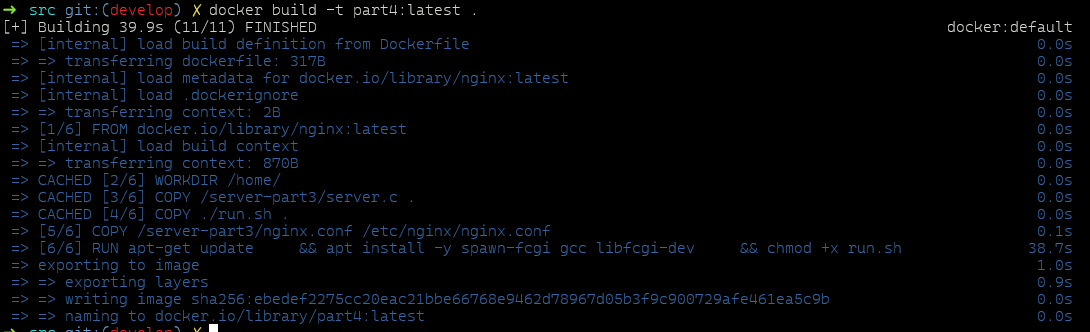 ➜ src git:(develop) ✗ docker build -t part4:latest .
[+] Building 39.9s (11/11) FINISHED docker:default
=> [internal] load build definition from Dockerfile 0.0s
=> => transferring dockerfile: 317B 0.0s
=> [internal] load metadata for docker.io/library/nginx:latest 0.0s
=> [internal] load .dockerignore 0.0s
=> => transferring context: 2B 0.0s
=> [1/6] FROM docker.io/library/nginx:latest 0.0s
=> [internal] load build context 0.0s
=> => transferring context: 870B 0.0s
=> CACHED [2/6] WORKDIR /home/ 0.0s
=> CACHED [3/6] COPY /server-part3/server.c . 0.0s
=> CACHED [4/6] COPY ./run.sh . 0.0s
=> [5/6] COPY /server-part3/nginx.conf /etc/nginx/nginx.conf 0.1s
=> [6/6] RUN apt-get update     && apt install -y spawn-fcgi gcc libfcgi-dev     && chmod +x run.sh 38.7s
=> exporting to image 1.0s
=> => exporting layers 0.9s
=> => writing image sha256:ebedef2275cc20eac21bbe66768e9462d78967d05b3f9c900729afe461ea5c9b 0.0s
=> => naming to docker.io/library/part4:latest 0.0s
➜ src git:(develop) ✗